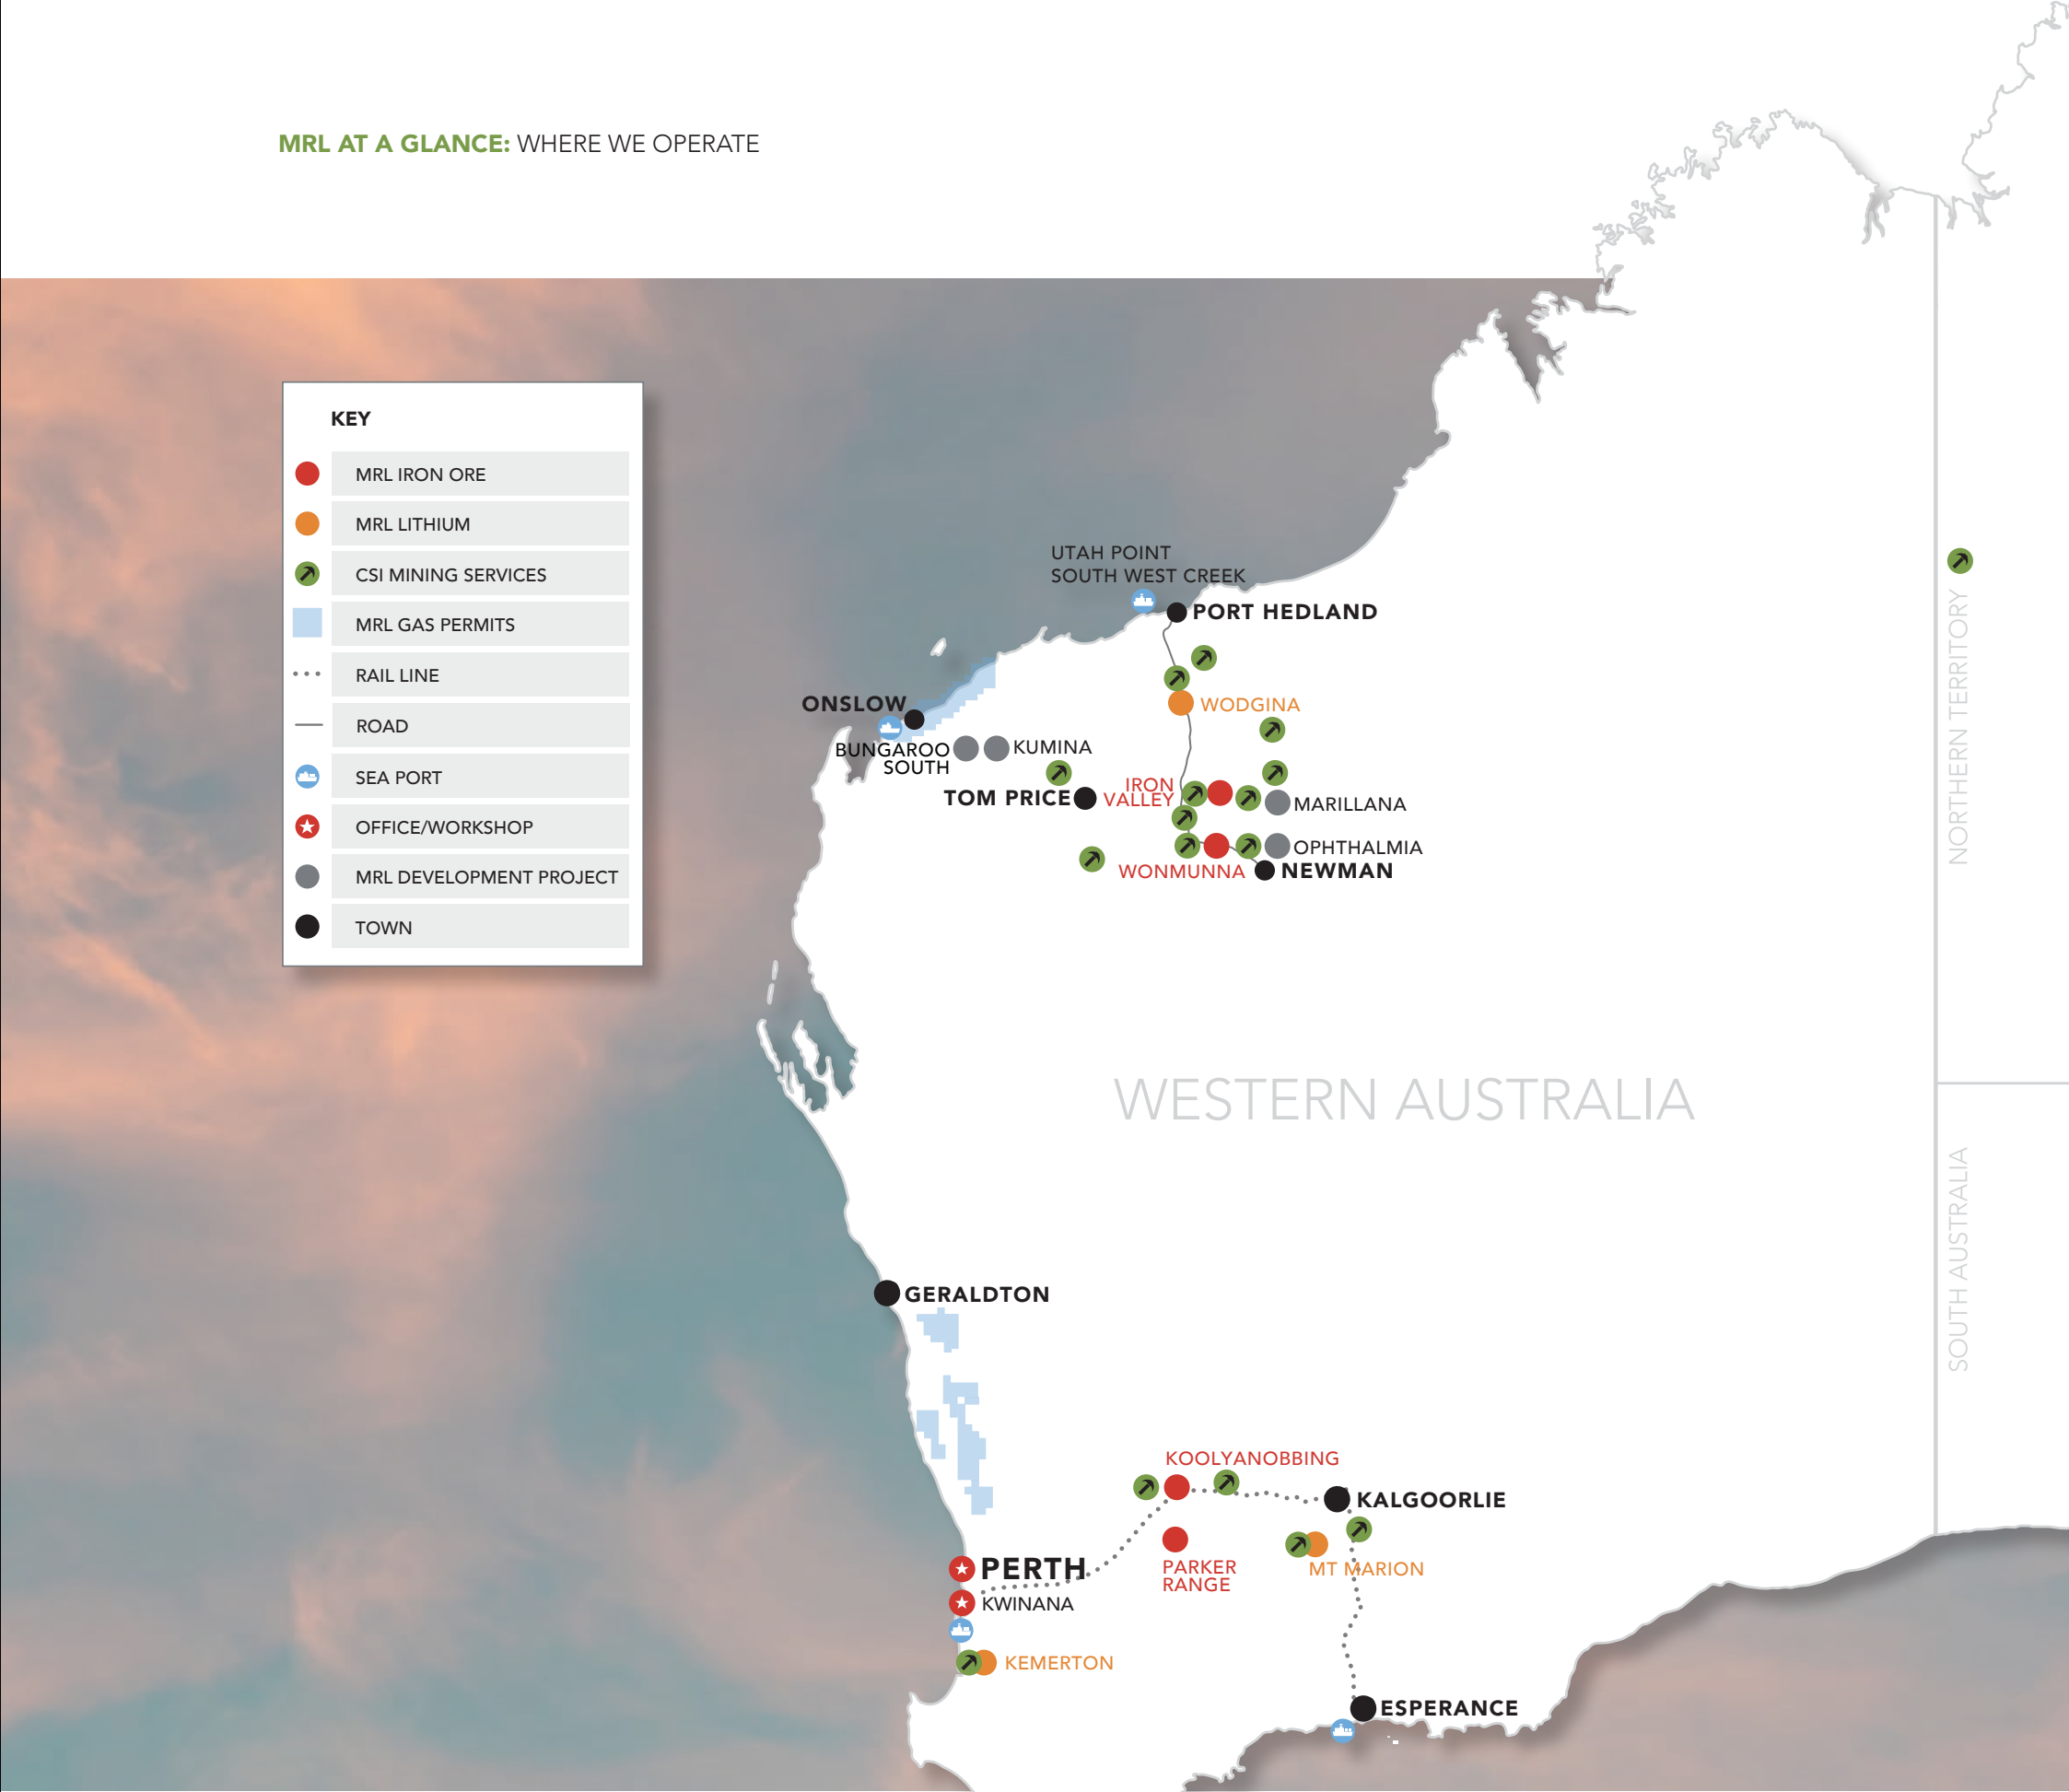 MRL AT A GLANCE: WHERE WE OPERATE
KEY
MRL IRON ORE
MRL LITHIUM
CSI MINING SERVICES
MRL GAS PERMITS
RAIL LINE
ROAD
SEA PORT
OFFICE/WORKSHOP
MRL DEVELOPMENT PROJECT
TOWN
UTAH POINT
SOUTH WEST CREEK
PORT HEDLAND
WODGINA
ONSLOW
BUNGAROO
SOUTH
KUMINA
TOM PRICE
IRON
VALLEY
MARILLANA
OPHTHALMIA
WONMUNNA
NEWMAN
NORTHERN TERRITORY
WESTERN AUSTRALIA
SOUTH AUSTRALIA
GERALDTON
KOOLYANOBBING
KALGOORLIE
PARKER
RANGE
MT MARION
PERTH
KWINANA
KEMERTON
ESPERANCE